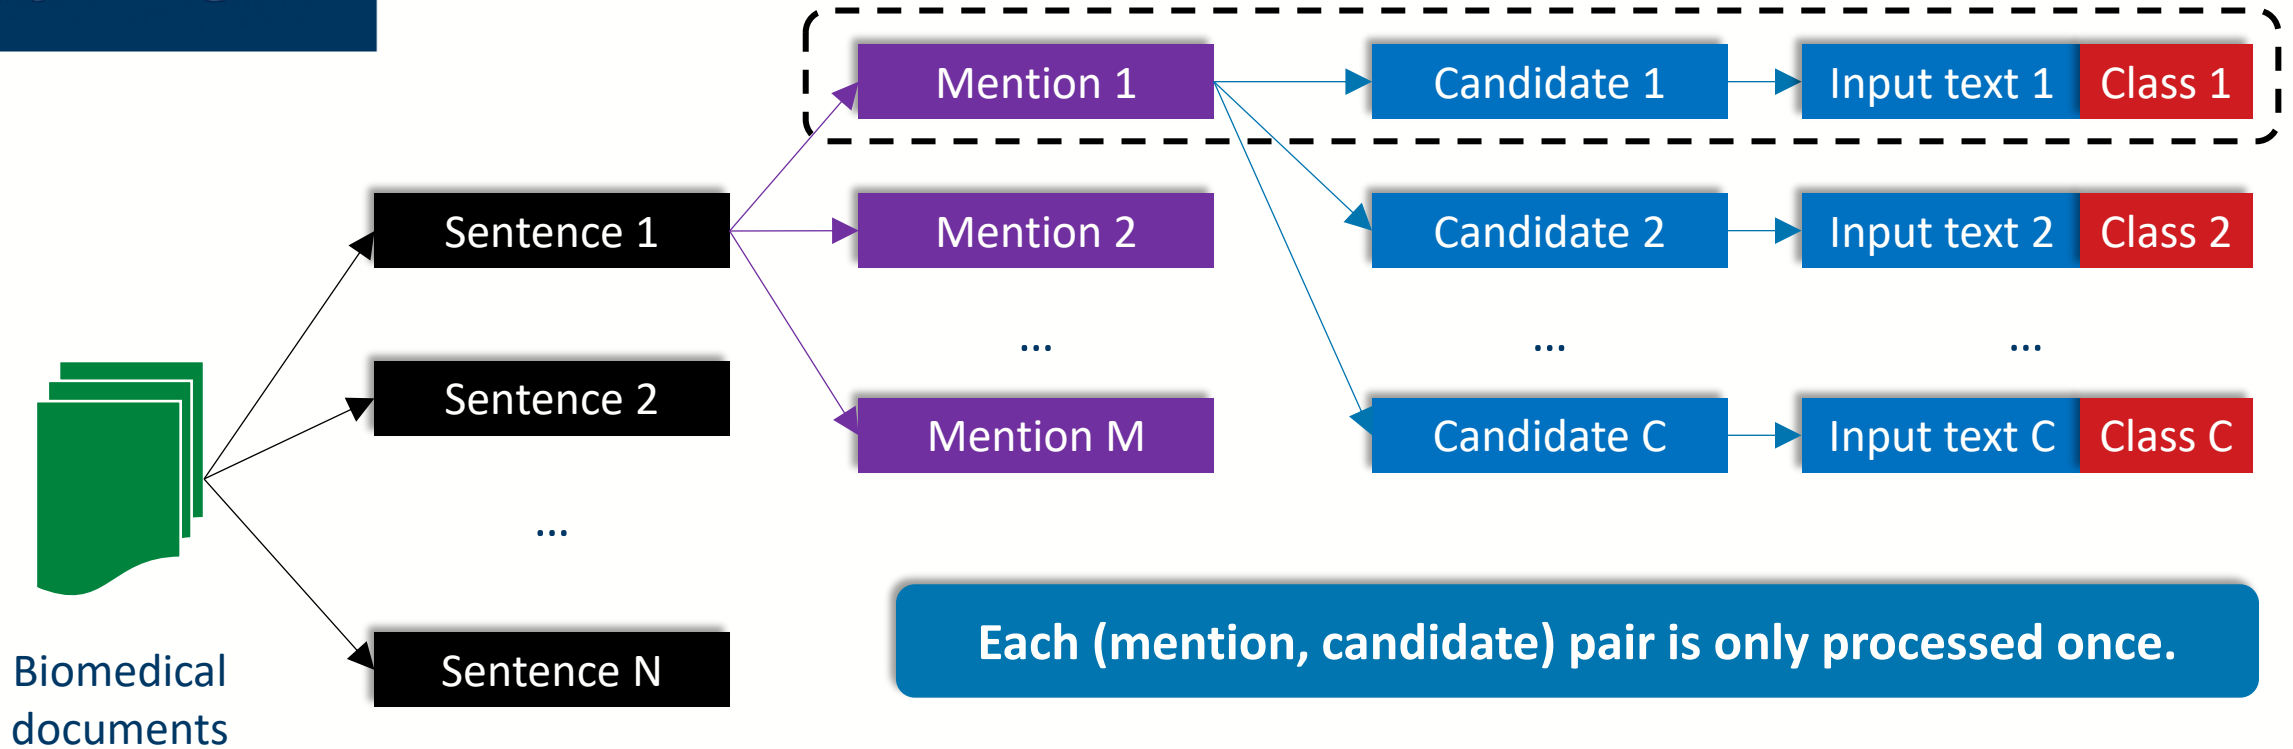 Mention 1
Candidate 1
Input text 1
Class 1
Sentence 1
Mention 2
Candidate 2
Input text 2
Class 2
...
...
...
Sentence 2
Mention M
Candidate C
Input text C
Class C
...
Each (mention, candidate) pair is only processed once.
Sentence N
Biomedical
documents